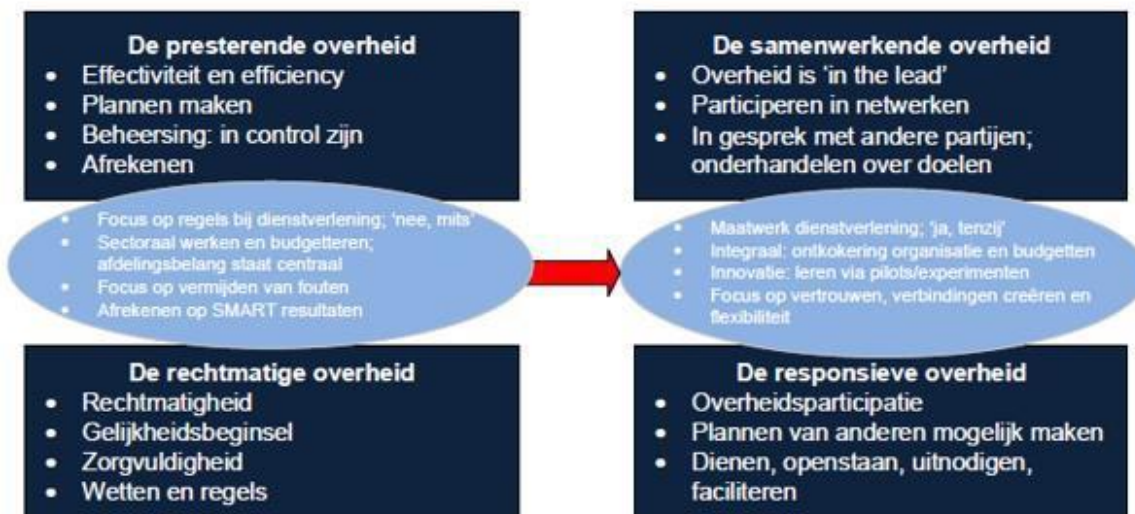 De presterende overheid
• Effectiviteit en efficiency
• Plannen maken
• Beheersing: in control zijn
• Afrekenen
• Focus op regels bij dienstverlening; 'nee, mits'
• Sectoraal werken en budgetteren;
afdelingsbelang staat centraal
• Focus op vermijden van fouten
• Afrekenen op SMART resultaten
De rechtmatige overheid
• Rechtmatigheid
• Gelijkheidsbeginsel
• Zorgvuldigheid
• Wetten en regels
De samenwerkende overheid
• Overheid is 'in the lead'
• Participeren in netwerken
• In gesprek met andere partijen;
onderhandelen over doelen
• Maatwerk dienstverlening; 'ja, tenzij'
• Integraal: ontkokering organisatie en budgetten
• Innovatie: leren via pilots/experimenten
• Focus op vertrouwen, verbindingen creëren en
flexibiliteit
De responsieve overheid
• Overheidsparticipatie
• Plannen van anderen mogelijk maken
• Dienen, openstaan, uitnodigen,
faciliteren